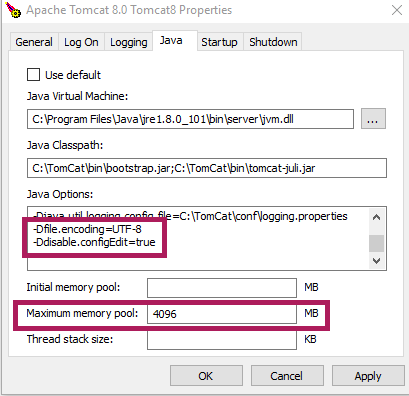 Apache Tomcat 8.0 Tomcat8 Properties
General Log On Logging Java Startup Shutdown
Use default
Java Virtual Machine:
C:\Program Files\Java\jre1.8.0_101\bin\server\jvm.dll
...
Java Classpath:
C:\TomCat\bin\bootstrap.jar;C:\TomCat\bin\tomcat-juli.jar
Java Options:
-Djava.util.logging.config.file=C:\TomCat\conf\logging.properties
-Dfile.encoding=UTF-8
-Ddisable.configEdit=true
Initial memory pool: MB
Maximum memory pool: 4096 MB
Thread stack size: KB
OK Cancel Apply